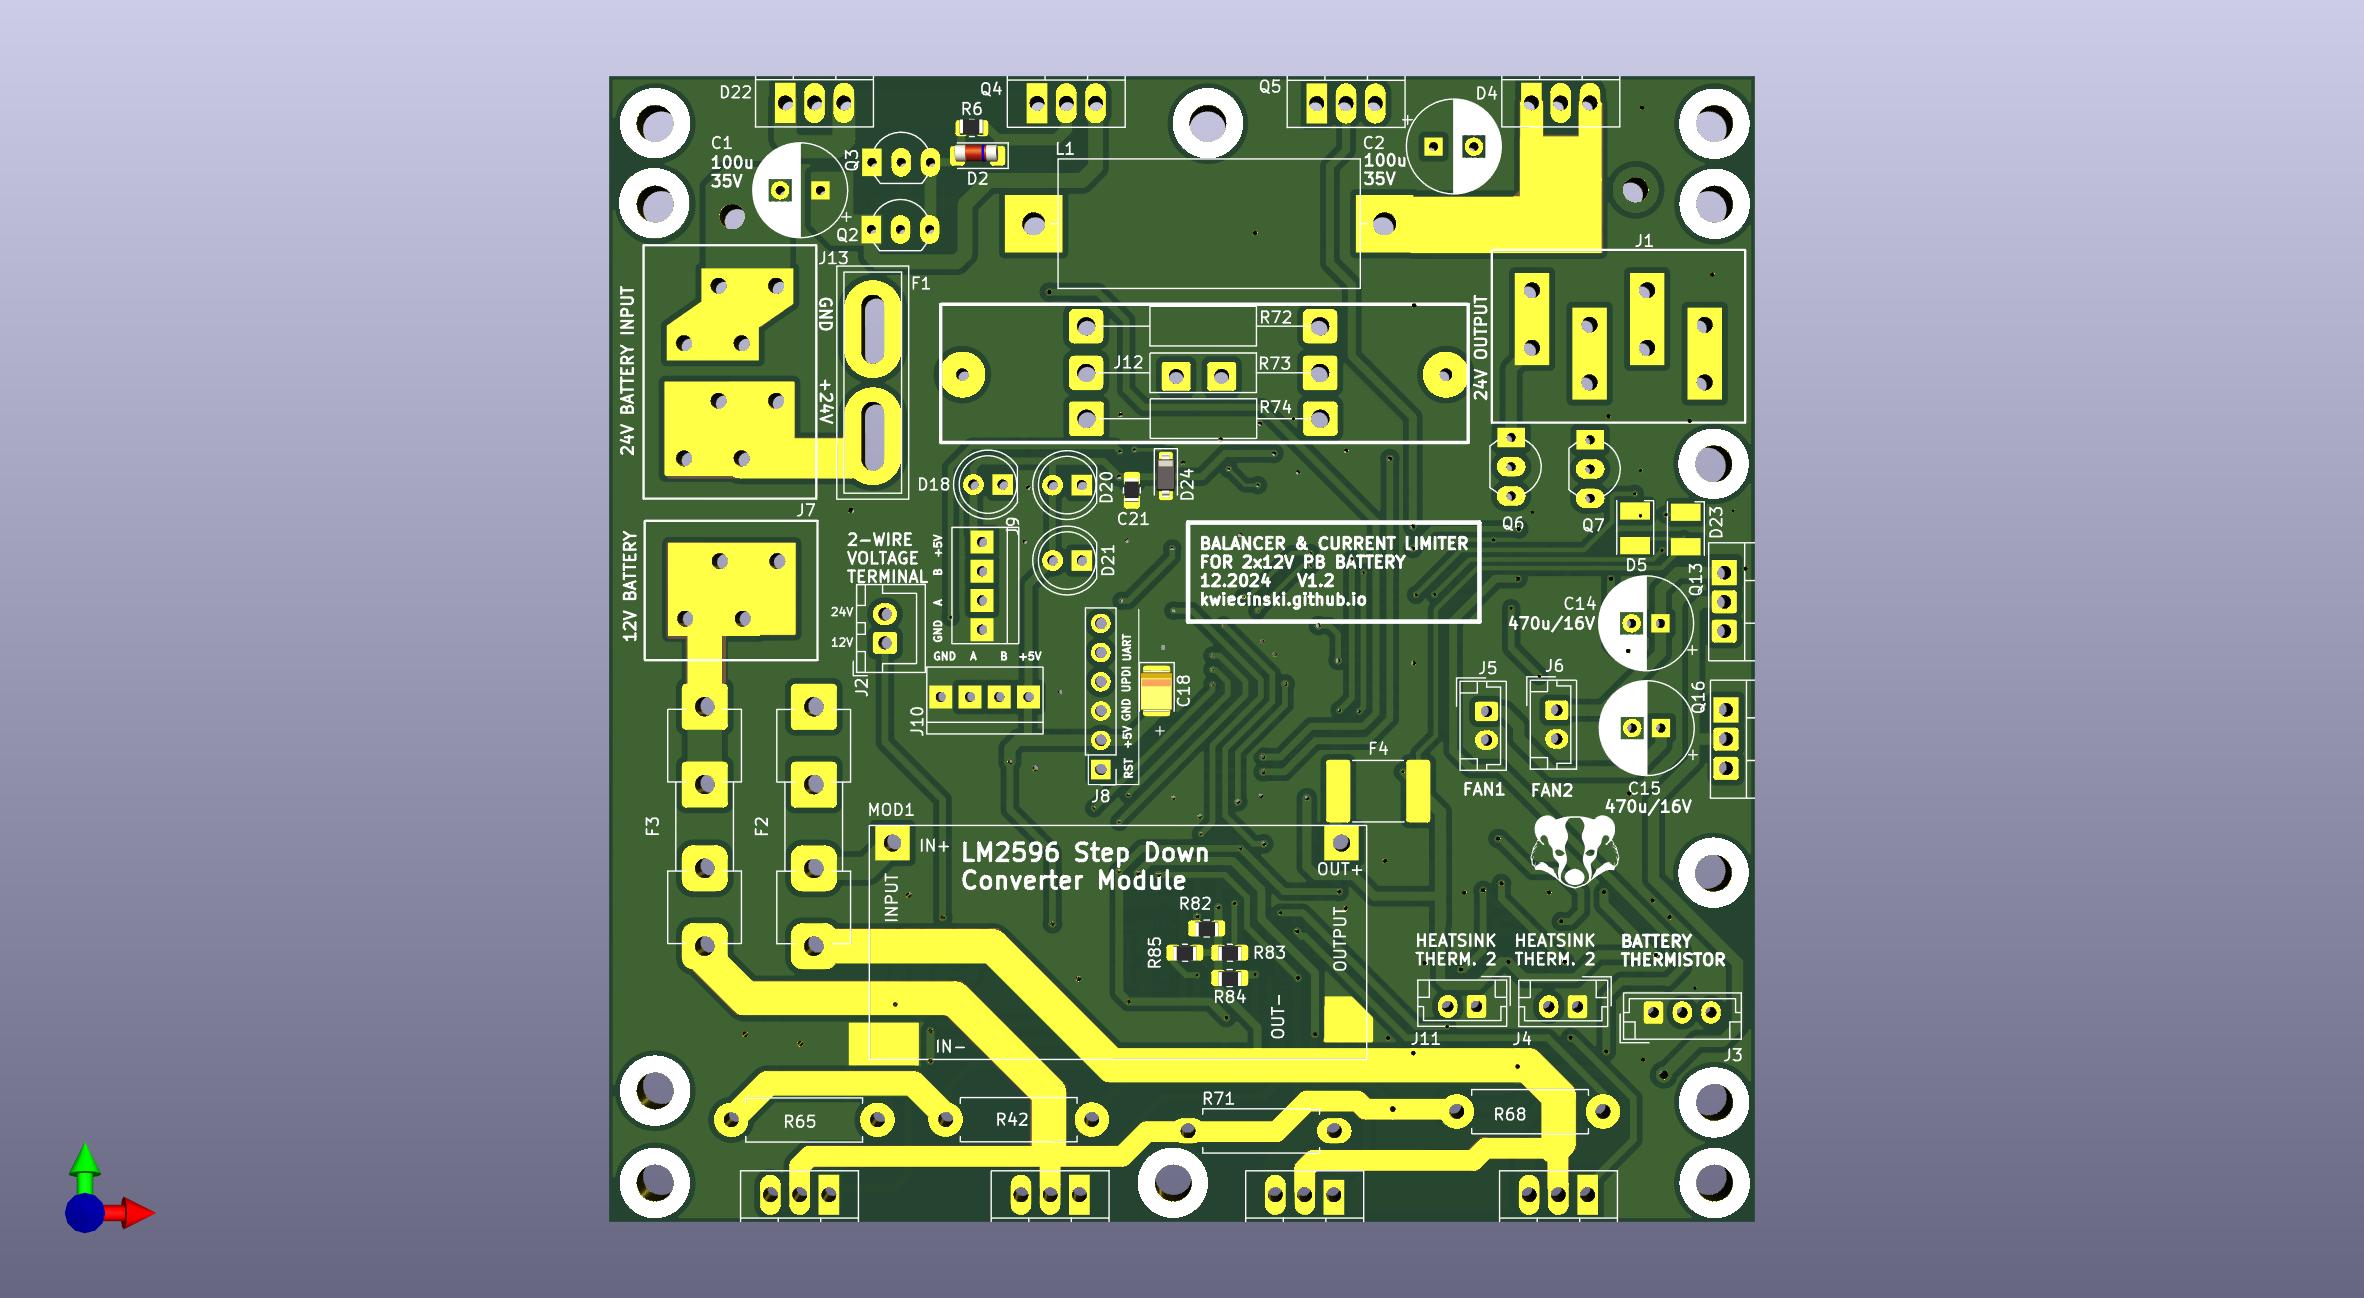 D22
Q4
Q5
D4
R6
C1
100u
35V
Q3
D2
L1
C2
100u
35V
+
+
Q2
J13
F1
J1
24V BATTERY INPUT
GND
+24V
R72
J12
R73
R74
24V OUTPUT
D18
D20
D24
C21
J7
J9
Q6
Q7
D23
D5
12V BATTERY
2-WIRE
VOLTAGE
TERMINAL
24V
12V
J2
GND A B +5V
D21
BALANCER & CURRENT LIMITER
FOR 2x12V PB BATTERY
12.2024 V1.2
kwiecinski.github.io
Q13
C14
470u/16V
+
GND A B +5V
J10
RST +5V GND UPDI UART
J8
C18
+
J5
J6
FAN1
FAN2
Q16
+
C15
470u/16V
F4
F3
F2
MOD1
IN+
LM2596 Step Down
Converter Module
INPUT
OUT+
R82
R85
R83
R84
OUTPUT
OUT-
IN-
HEATSINK
THERM. 2
HEATSINK
THERM. 2
BATTERY
THERMISTOR
J11
J4
J3
R65
R42
R71
R68